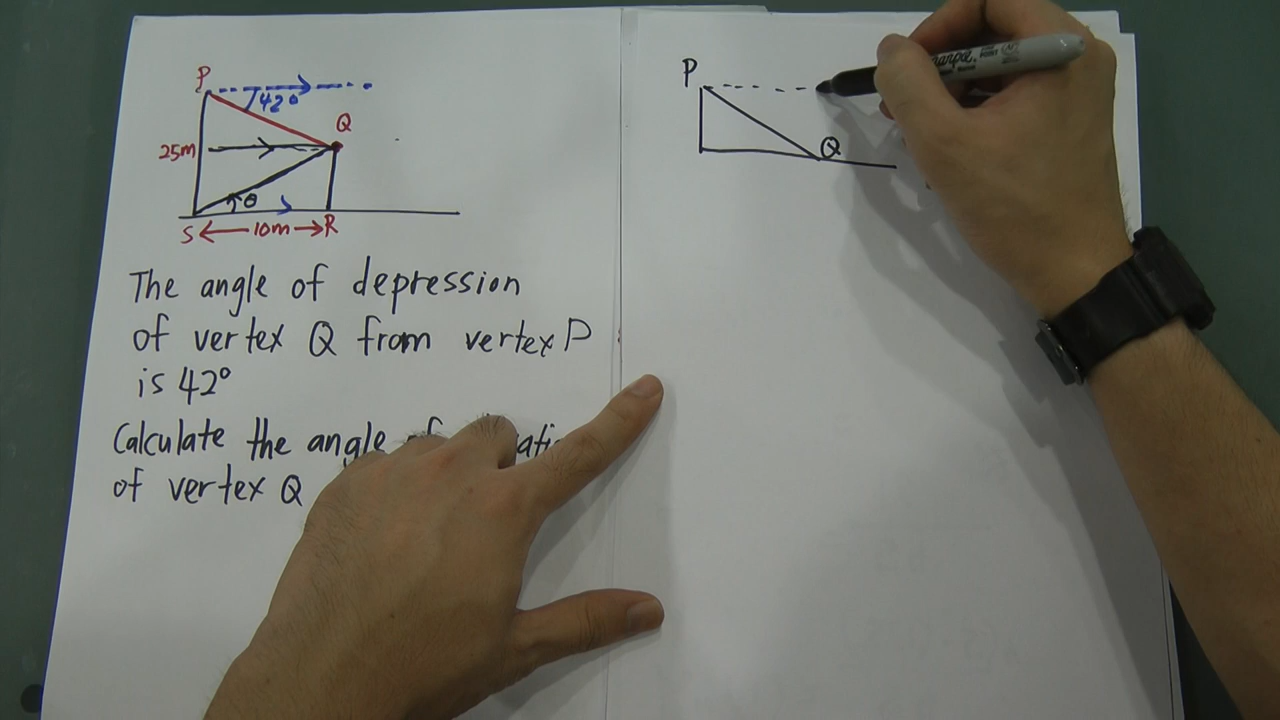 P
42°
Q
25m
θ
S
10m
R
The angle of depression
of vertex Q from vertex P
is 42°
Calculate the angle
of vertex Q
P
Q